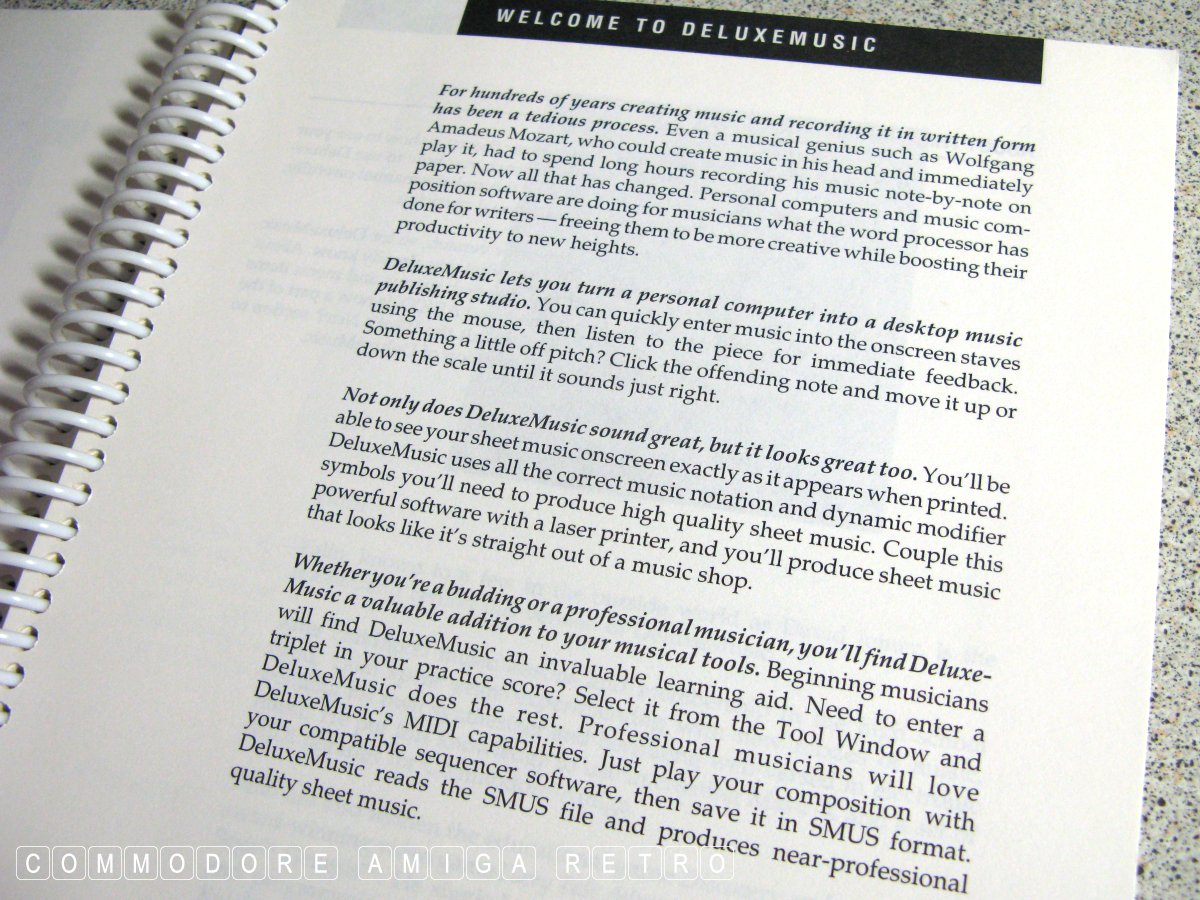 WELCOME TO DELUXEMUSIC
For hundreds of years creating music and recording it in written form
has been a tedious process. Even a musical genius such as Wolfgang
Amadeus Mozart, who could create music in his head and immediately
play it, had to spend long hours recording his music note-by-note on
paper. Now all that has changed. Personal computers and music com-
position software are doing for musicians what the word processor has
done for writers — freeing them to be more creative while boosting their
productivity to new heights.
DeluxeMusic lets you turn a personal computer into a desktop music
publishing studio. You can quickly enter music into the onscreen staves
using the mouse, then listen to the piece for immediate feedback.
Something a little off pitch? Click the offending note and move it up or
down the scale until it sounds just right.
Not only does DeluxeMusic sound great, but it looks great too. You'll be
able to see your sheet music onscreen exactly as it appears when printed.
DeluxeMusic uses all the correct music notation and dynamic modifier
symbols you'll need to produce high quality sheet music. Couple this
powerful software with a laser printer, and you'll produce sheet music
that looks like it's straight out of a music shop.
Whether you're a budding or a professional musician, you'll find Deluxe-
Music a valuable addition to your musical tools. Beginning musicians
will find DeluxeMusic an invaluable learning aid. Need to enter a
triplet in your practice score? Select it from the Tool Window and
DeluxeMusic does the rest. Professional musicians will love
DeluxeMusic's MIDI capabilities. Just play your composition with
your compatible sequencer software, then save it in SMUS format.
DeluxeMusic reads the SMUS file and produces near-professional
quality sheet music.
COMMODORE AMIGA RETRO